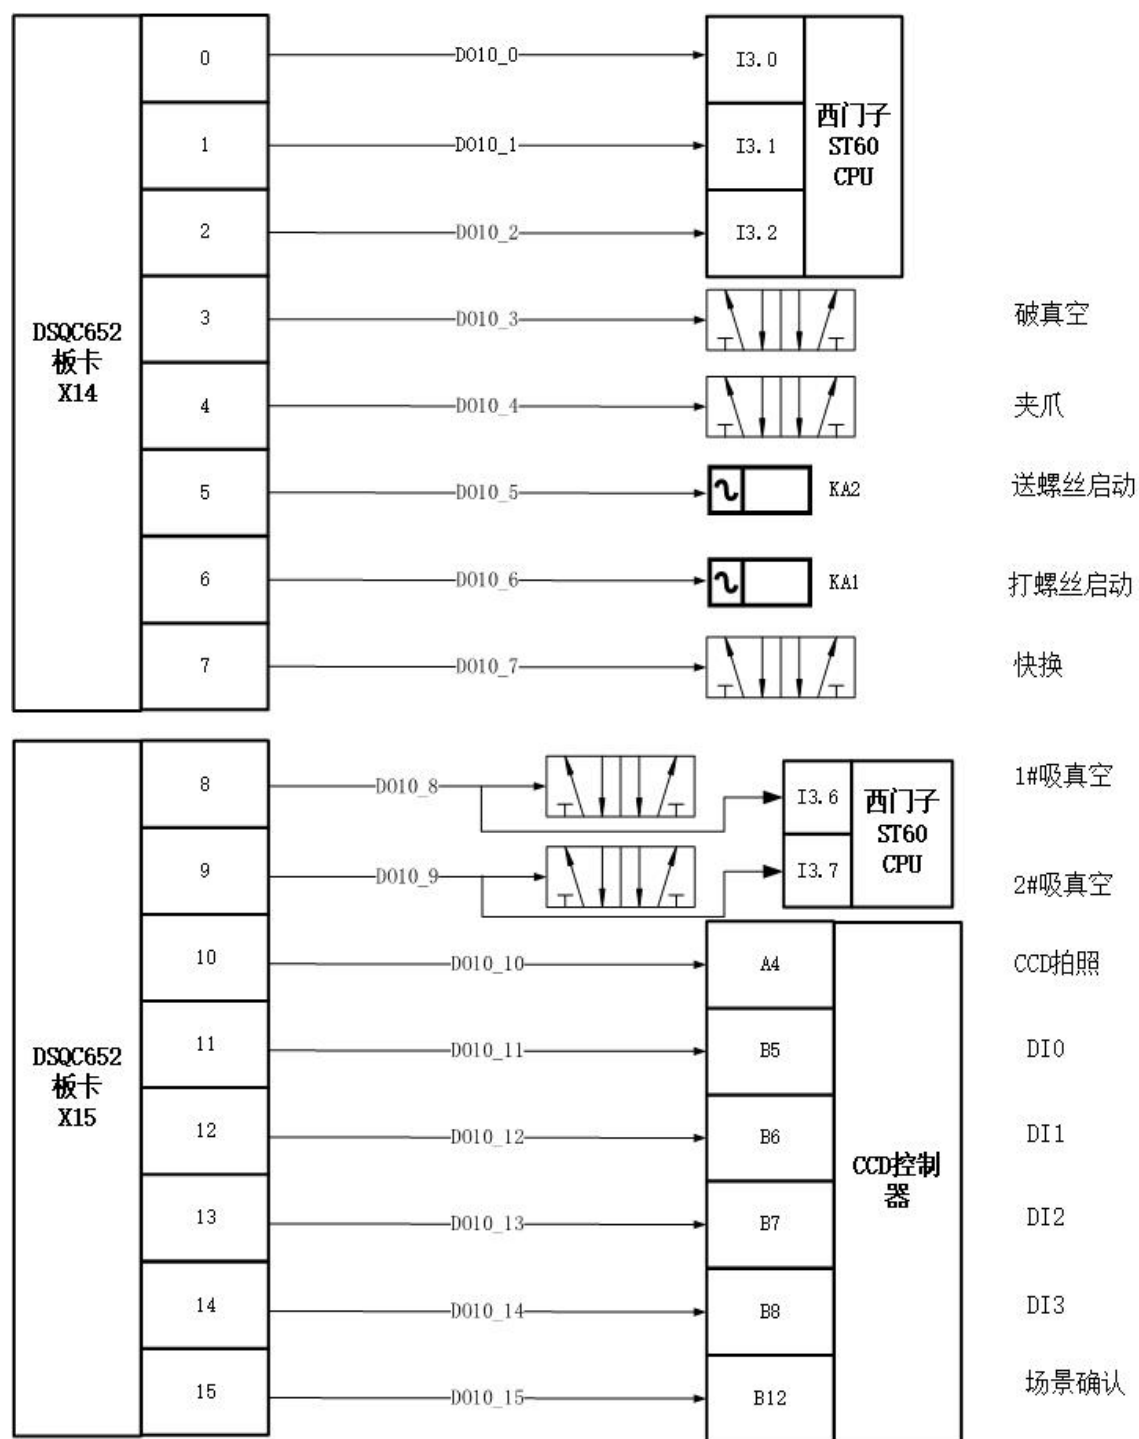 0
DO10_0
I3.0
1
DO10_1
I3.1
西门子
ST60
CPU
2
DO10_2
I3.2
DSQC652
板卡
X14
3
DO10_3
破真空
4
DO10_4
夹爪
5
DO10_5
KA2
送螺丝启动
6
DO10_6
KA1
打螺丝启动
7
DO10_7
快换
8
DO10_8
I3.6
西门子
ST60
CPU
1#吸真空
9
DO10_9
I3.7
2#吸真空
10
DO10_10
A4
CCD拍照
DSQC652
板卡
X15
11
DO10_11
B5
DI0
12
DO10_12
B6
DI1
CCD控制
器
13
DO10_13
B7
DI2
14
DO10_14
B8
DI3
15
DO10_15
B12
场景确认